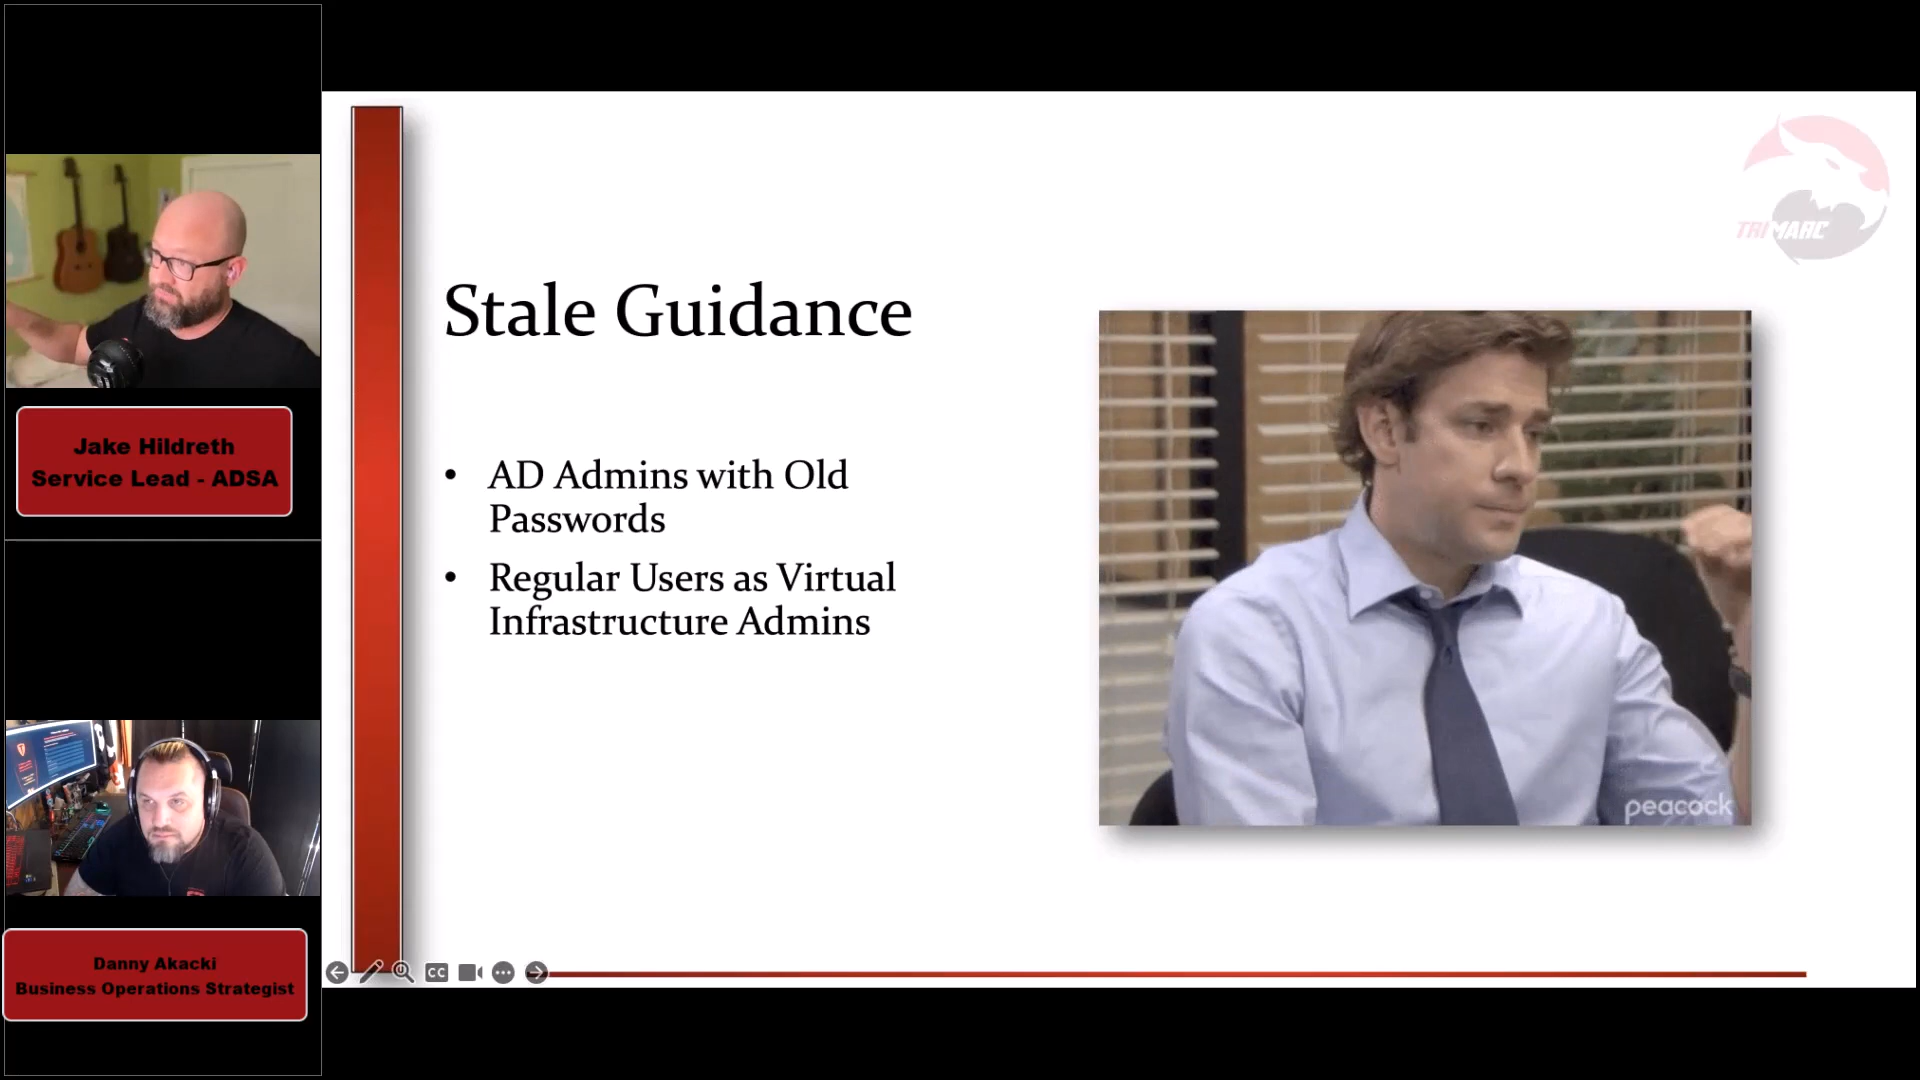 Jake Hildreth
Service Lead - ADSA
Danny Akacki
Business Operations Strategist
TRIMARC
Stale Guidance
• AD Admins with Old
Passwords
• Regular Users as Virtual
Infrastructure Admins
peacock
CC